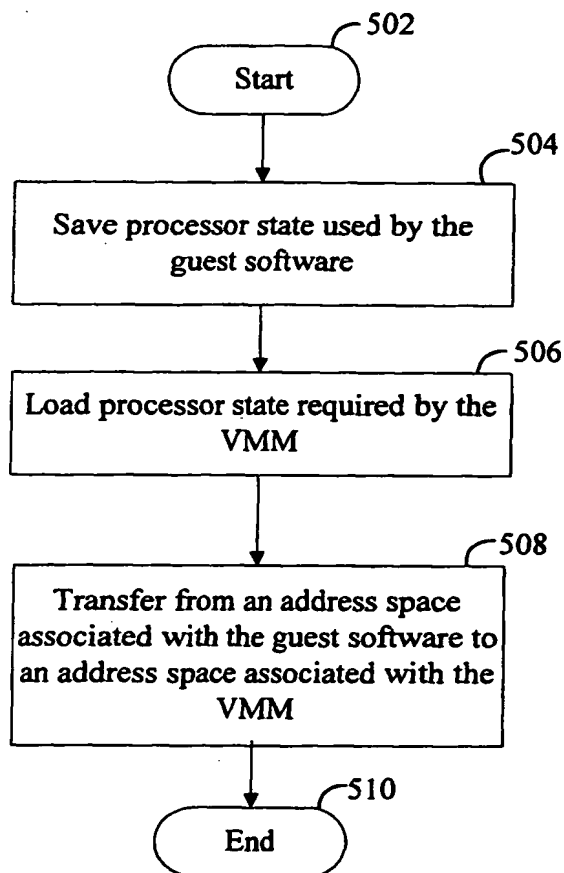 502
Start
504
Save processor state used by the
guest software
506
Load processor state required by the
VMM
508
Transfer from an address space
associated with the guest software to
an address space associated with the
VMM
510
End